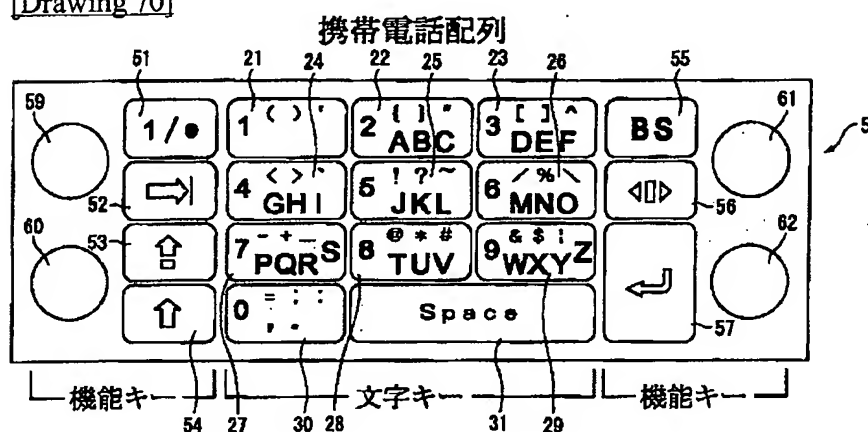 [Drawing 70]
携帯電話配列
51 21 24 22 25 23 26 55
59 61 5
1/● 1 ( ) ' 2 { } " ABC 3 [ ] ^ DEF BS
52 4 < > ` GHI 5 ! ? ~ JKL 6 / % \ MNO 56
60 53 62
7 - + _ PQRS 8 @ * # TUV 9 & $ | WXYZ
0 = ; : , . Space 57
機能キー 文字キー 機能キー
54 27 30 28 31 29